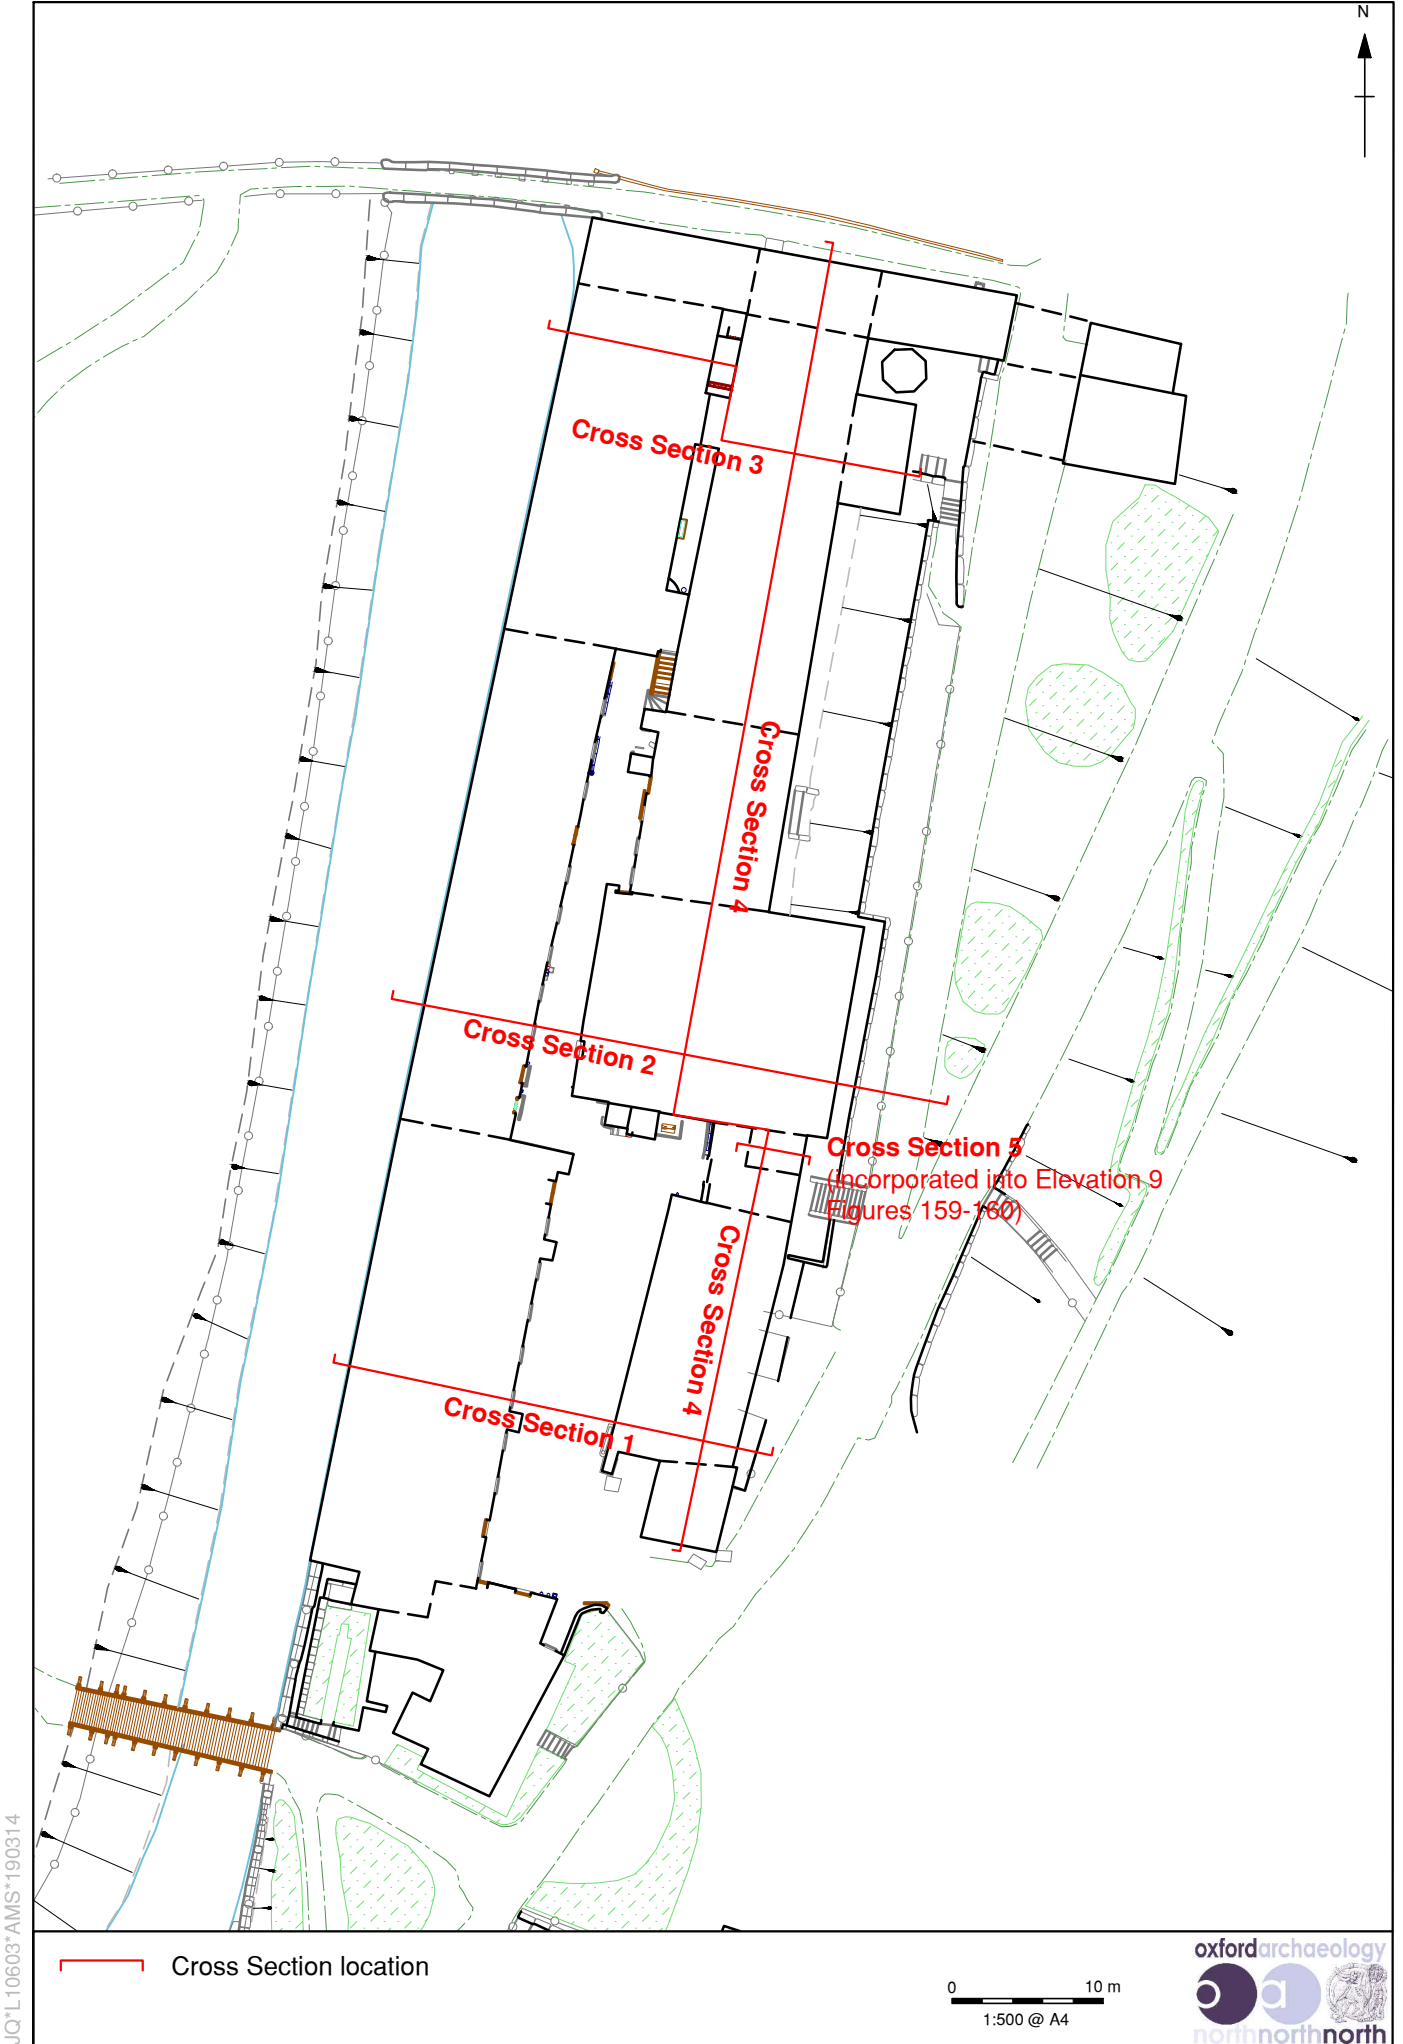 N
Cross Section 3
Cross Section 4
Cross Section 2
Cross Section 5
(incorporated into Elevation 9
Figures 159-160)
Cross Section 4
Cross Section 1
JQ*L10603*AMS*190314
Cross Section location
0 10 m
1:500 @ A4
oxfordarchaeology
oa
northnorthnorth